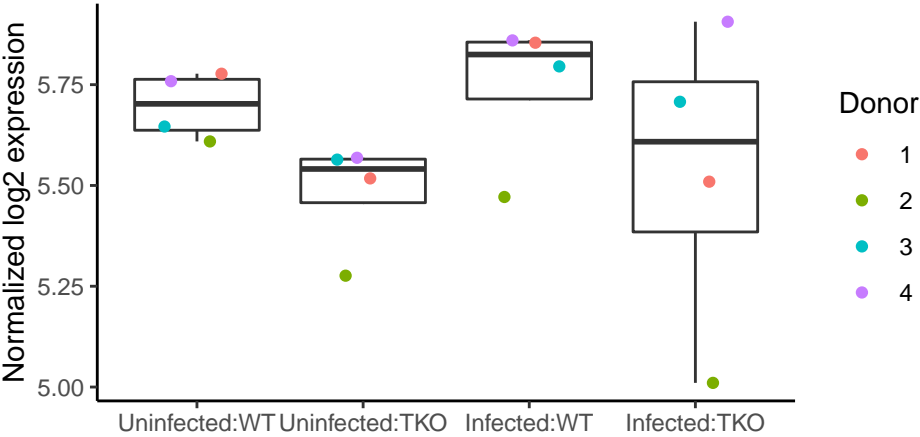 Normalized log2 expression
5.75
5.50
5.25
5.00
Uninfected:WT Uninfected:TKO Infected:WT Infected:TKO
Donor
1
2
3
4